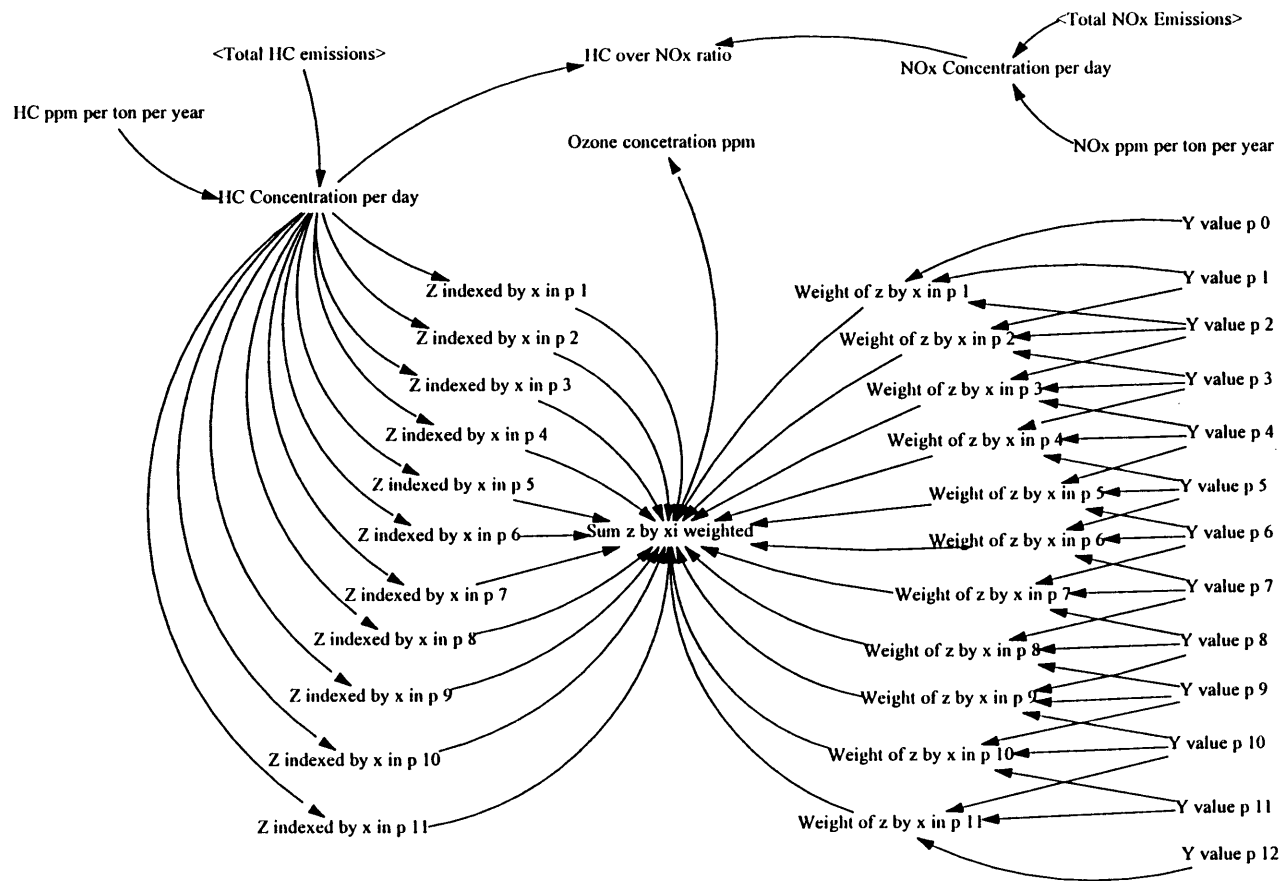 <Total NOx Emissions>
<Total HC emissions>
HC over NOx ratio
NOx Concentration per day
HC ppm per ton per year
Ozone concetration ppm
NOx ppm per ton per year
HC Concentration per day
Y value p 0
Z indexed by x in p 1
Weight of z by x in p 1
Y value p 1
Z indexed by x in p 2
Weight of z by x in p 2
Y value p 2
Z indexed by x in p 3
Weight of z by x in p 3
Y value p 3
Z indexed by x in p 4
Weight of z by x in p 4
Y value p 4
Z indexed by x in p 5
Weight of z by x in p 5
Y value p 5
Z indexed by x in p 6
Sum z by xi weighted
Weight of z by x in p 6
Y value p 6
Z indexed by x in p 7
Weight of z by x in p 7
Y value p 7
Z indexed by x in p 8
Weight of z by x in p 8
Y value p 8
Z indexed by x in p 9
Weight of z by x in p 9
Y value p 9
Z indexed by x in p 10
Weight of z by x in p 10
Y value p 10
Z indexed by x in p 11
Weight of z by x in p 11
Y value p 11
Y value p 12